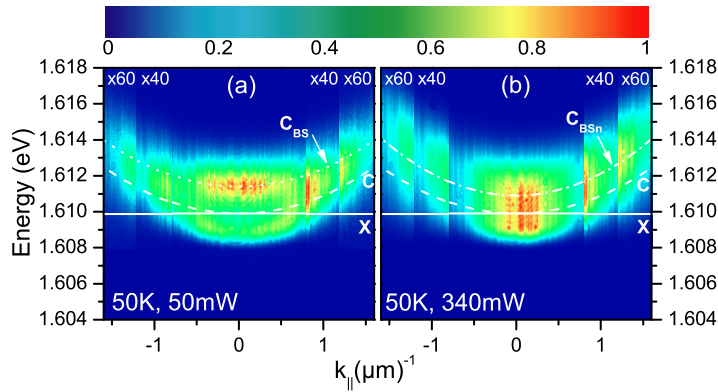 0 0.2 0.4 0.6 0.8 1
1.618 x60 x40 (a) x40 x60 x60 x40 (b) x40 x60 1.618
1.616 1.616
1.614 C_BS C_BSn 1.614
1.612 C C 1.612
1.610 X X 1.610
1.608 1.608
1.606 1.606
1.604 50K, 50mW 50K, 340mW 1.604
Energy (eV)
-1 0 1 -1 0 1
k_||(μm)^-1